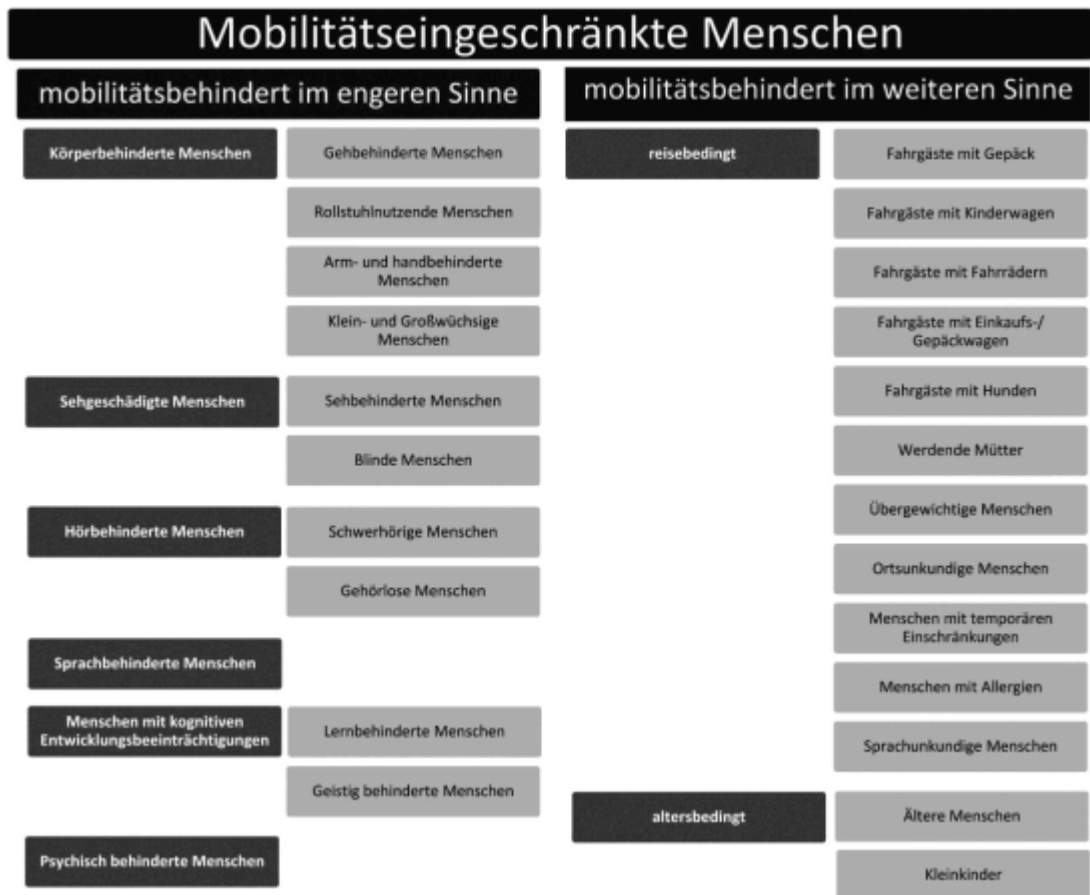 Mobilitätseingeschränkte Menschen
mobilitätsbehindert im engeren Sinne
Körperbehinderte Menschen
Gehbehinderte Menschen
Rollstuhlnutzende Menschen
Arm- und handbehinderte
Menschen
Klein- und Großwüchsige
Menschen
Sehgeschädigte Menschen
Sehbehinderte Menschen
Blinde Menschen
Hörbehinderte Menschen
Schwerhörige Menschen
Gehörlose Menschen
Sprachbehinderte Menschen
Menschen mit kognitiven
Entwicklungsbeeinträchtigungen
Lernbehinderte Menschen
Geistig behinderte Menschen
Psychisch behinderte Menschen
mobilitätsbehindert im weiteren Sinne
reisebedingt
Fahrgäste mit Gepäck
Fahrgäste mit Kinderwagen
Fahrgäste mit Fahrrädern
Fahrgäste mit Einkaufs-/
Gepäckwagen
Fahrgäste mit Hunden
Werdende Mütter
Übergewichtige Menschen
Ortsunkundige Menschen
Menschen mit temporären
Einschränkungen
Menschen mit Allergien
Sprachunkundige Menschen
altersbedingt
Ältere Menschen
Kleinkinder